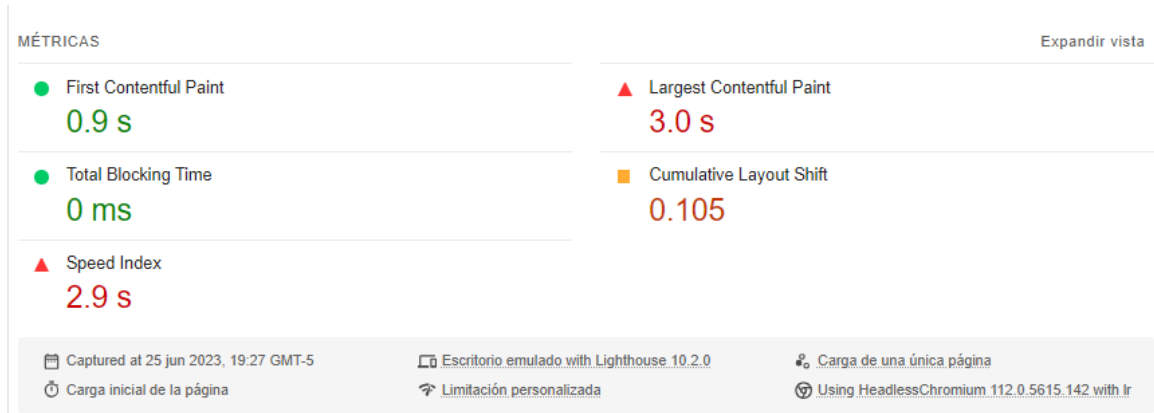 MÉTRICAS
Expandir vista
First Contentful Paint
0.9 s
Largest Contentful Paint
3.0 s
Total Blocking Time
0 ms
Cumulative Layout Shift
0.105
Speed Index
2.9 s
Captured at 25 jun 2023, 19:27 GMT-5
Escritorio emulado with Lighthouse 10.2.0
Carga de una única página
Carga inicial de la página
Limitación personalizada
Using HeadlessChromium 112.0.5615.142 with lr